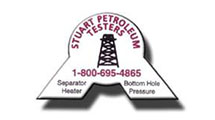 STUART PETROLEUM
TESTERS
1-800-695-4865
Separator Bottom Hole
Heater Pressure